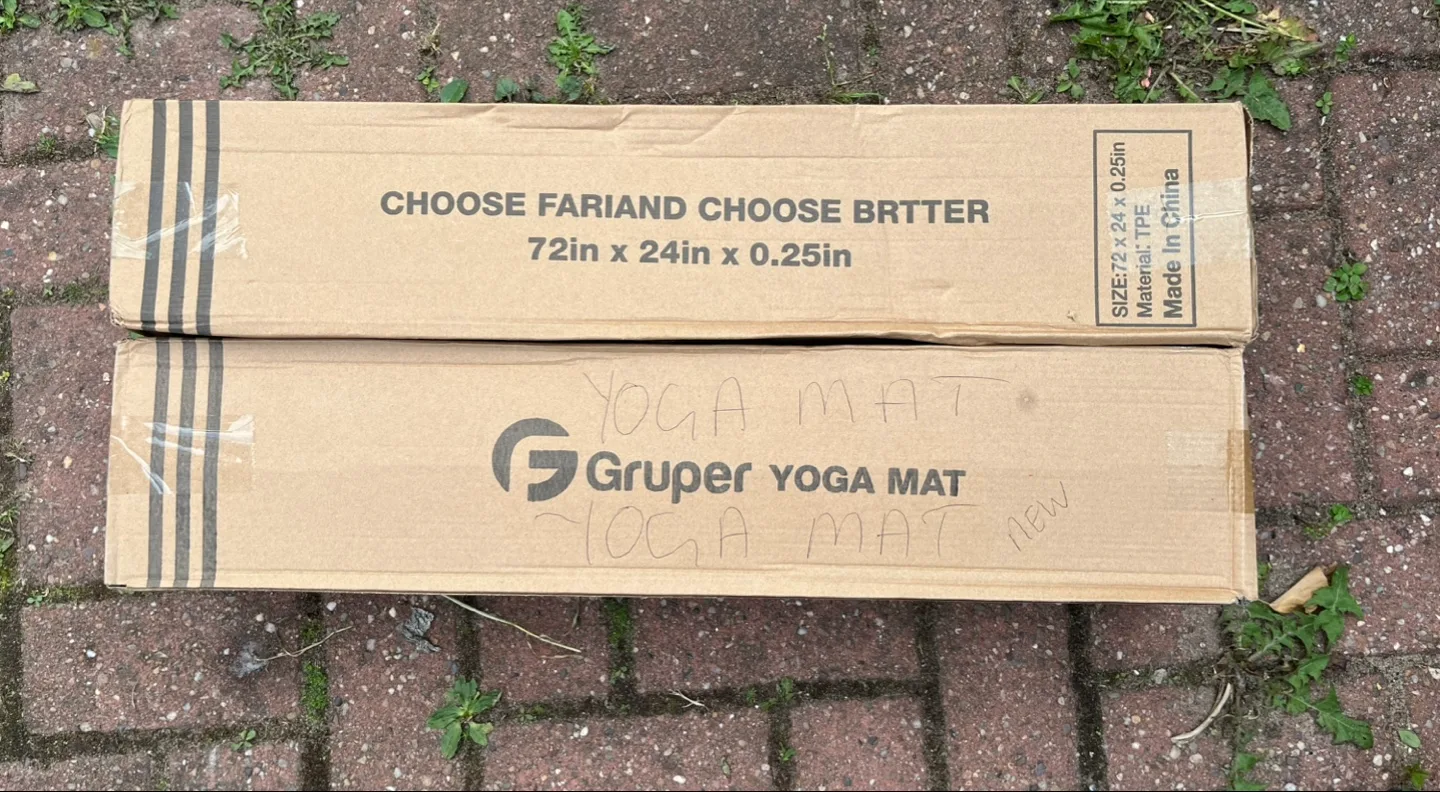 CHOOSE FARIAND CHOOSE BRTTER
72in x 24in x 0.25in
SIZE:72 x 24 x 0.25in
Material: TPE
Made In China
YOGA MAT
Gruper YOGA MAT
YOGA MAT NEW